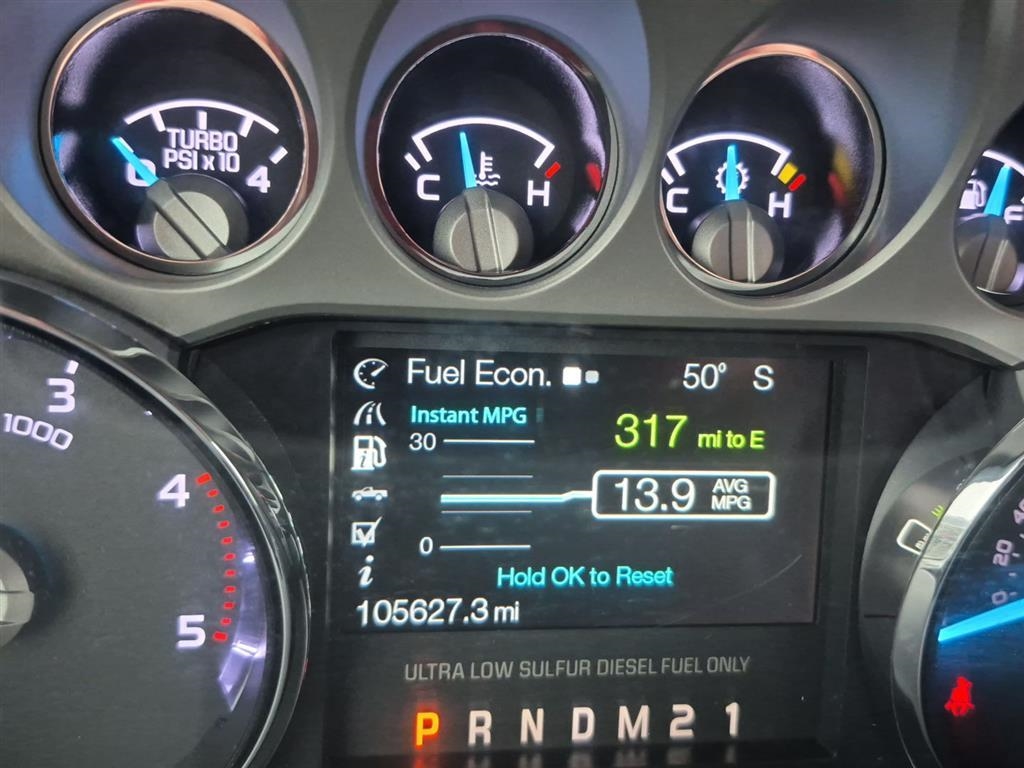 TURBO
PSI x 10
0 4
C H
C H
F
3
1000
4
5
Fuel Econ. 50° S
Instant MPG
30
317 mi to E
13.9 AVG
MPG
0
Hold OK to Reset
i
105627.3 mi
ULTRA LOW SULFUR DIESEL FUEL ONLY
P R N D M 2 1
0 20